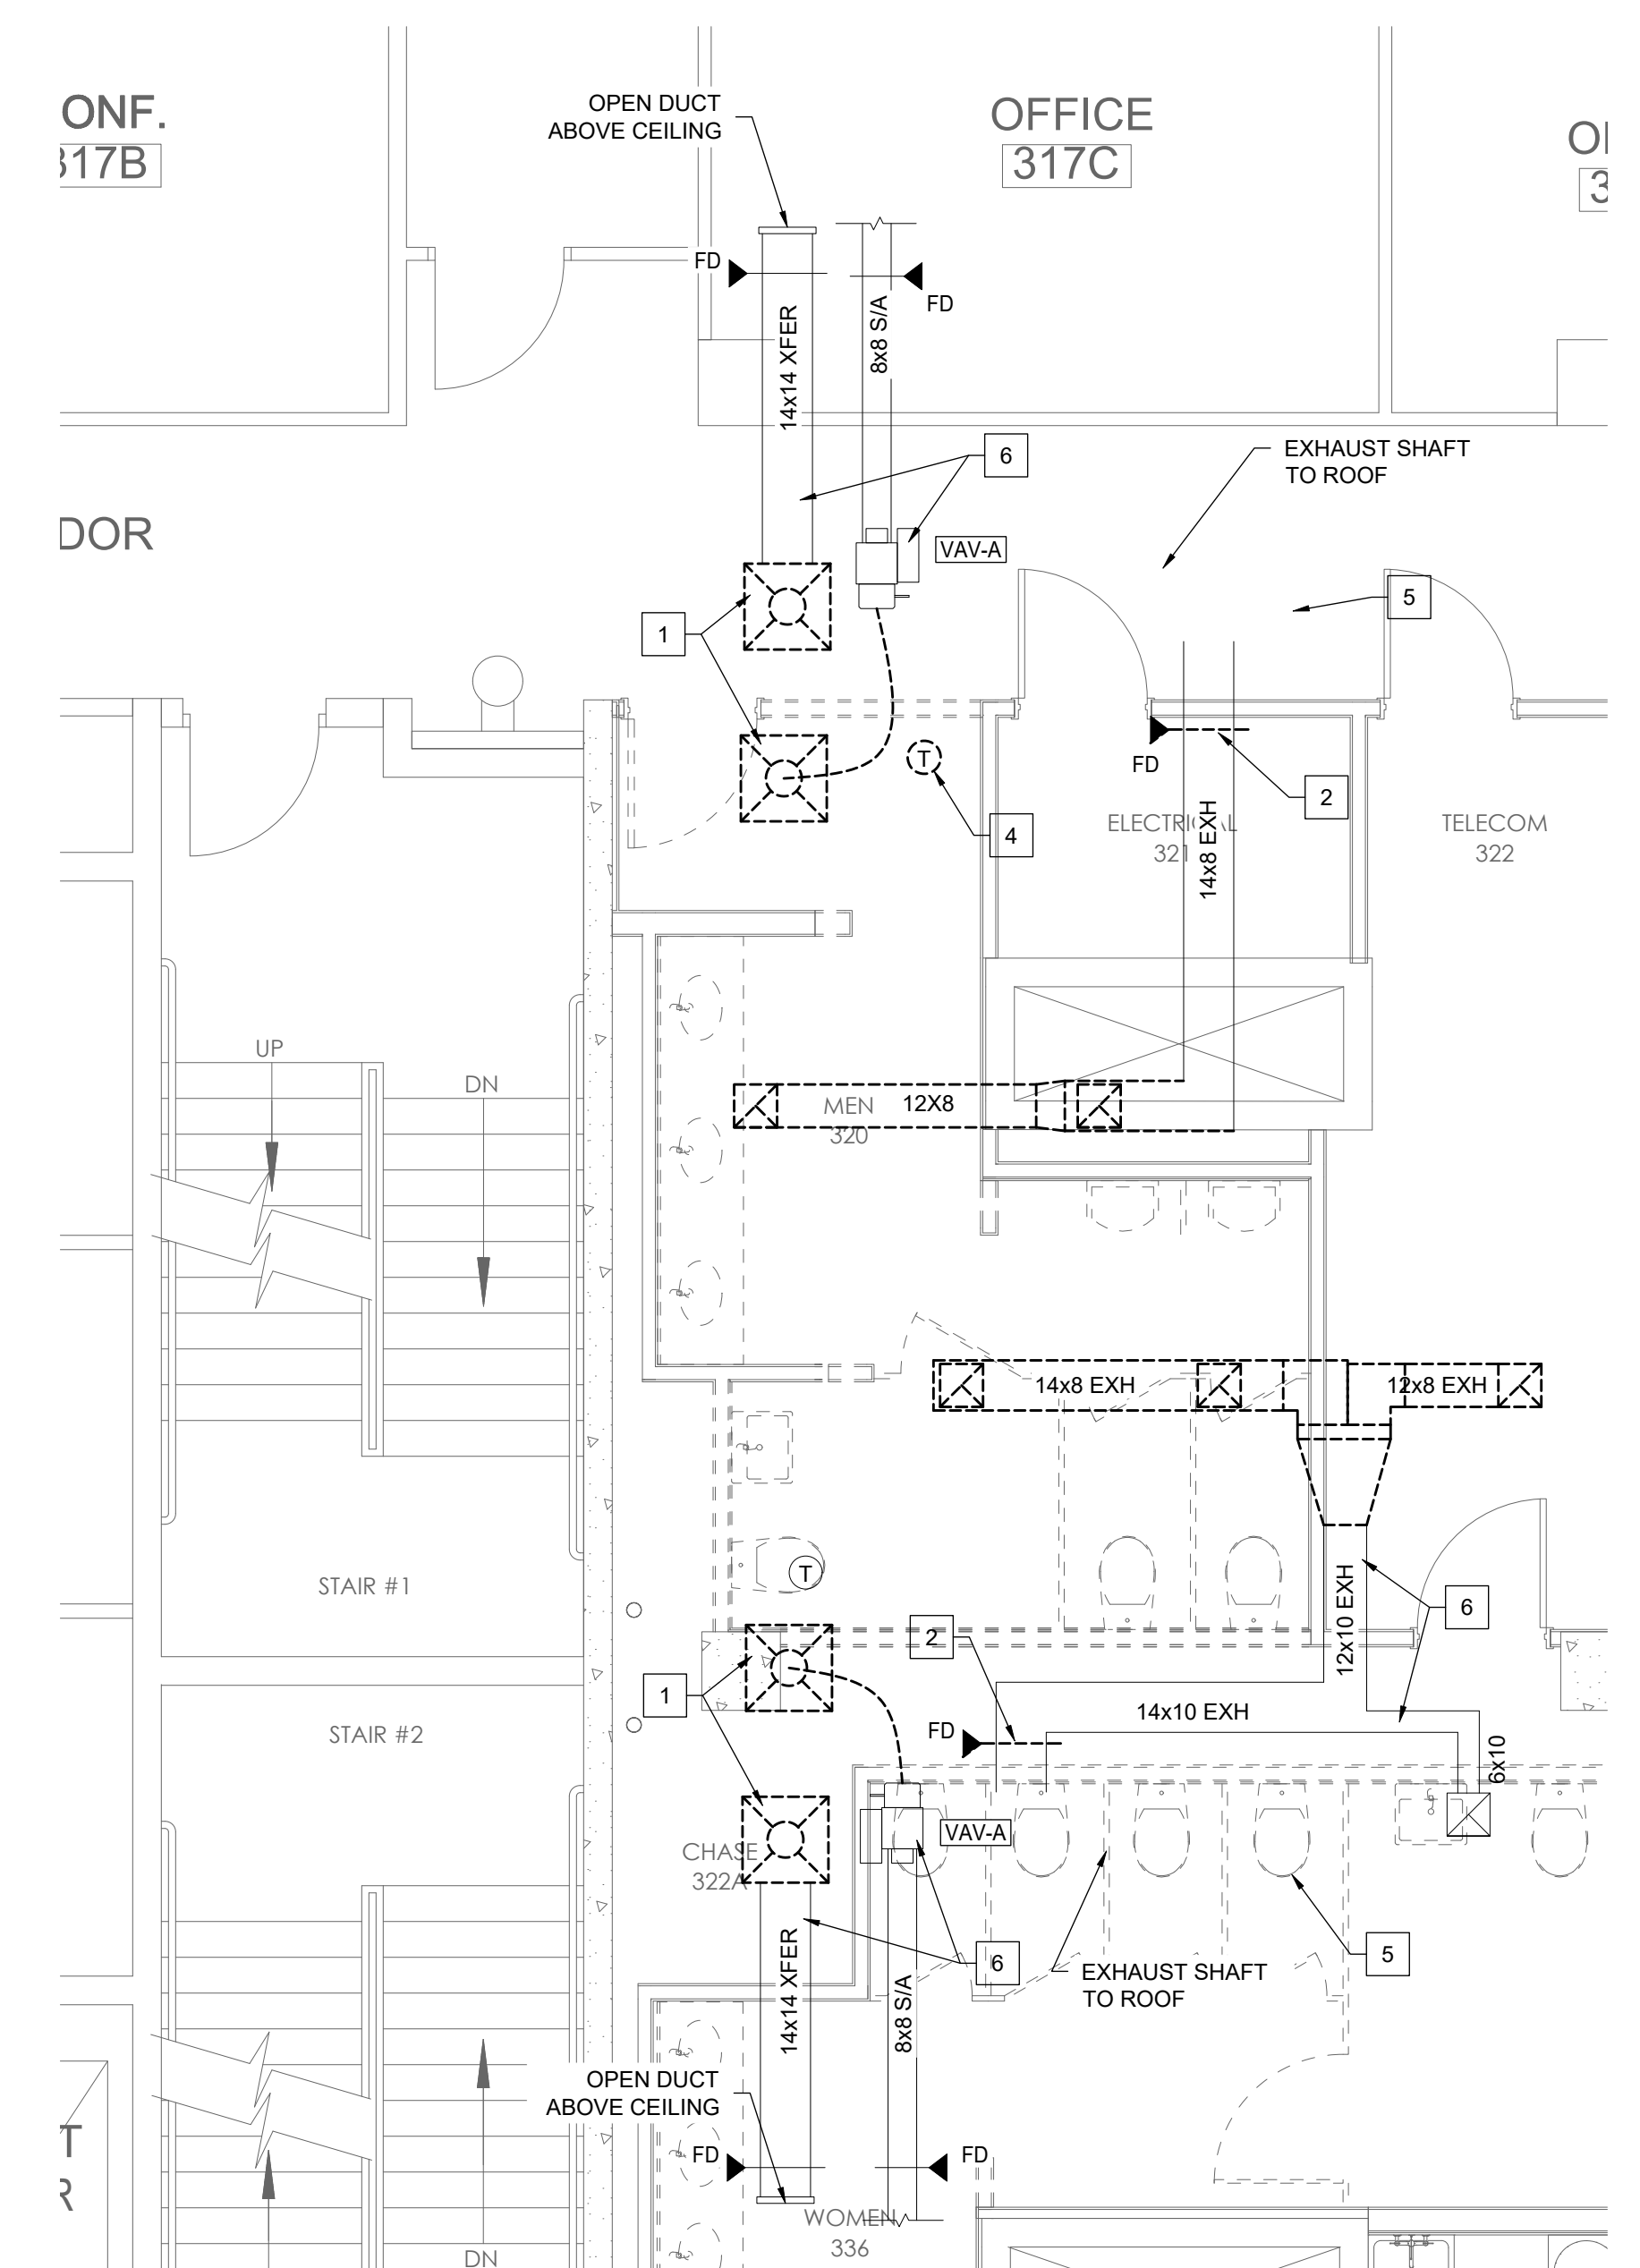 ONF.
317B
OPEN DUCT
ABOVE CEILING
OFFICE
317C
FD
FD
14x14 XFER
8x8 S/A
6
EXHAUST SHAFT
TO ROOF
DOR
VAV-A
5
1
T
FD
2
4
ELECTRICAL
321
14x8 EXH
TELECOM
322
UP
DN
MEN
320
12X8
14x8 EXH
12x8 EXH
STAIR #1
T
12x10 EXH
6
2
1
14x10 EXH
STAIR #2
FD
6x10
VAV-A
CHASE
322A
14x14 XFER
8x8 S/A
6
5
EXHAUST SHAFT
TO ROOF
OPEN DUCT
ABOVE CEILING
FD
FD
T
R
WOMEN
336
DN